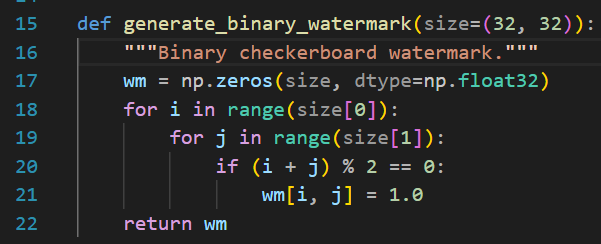 15 def generate_binary_watermark(size=(32, 32)):
16     """Binary checkerboard watermark."""
17     wm = np.zeros(size, dtype=np.float32)
18     for i in range(size[0]):
19         for j in range(size[1]):
20             if (i + j) % 2 == 0:
21                 wm[i, j] = 1.0
22     return wm